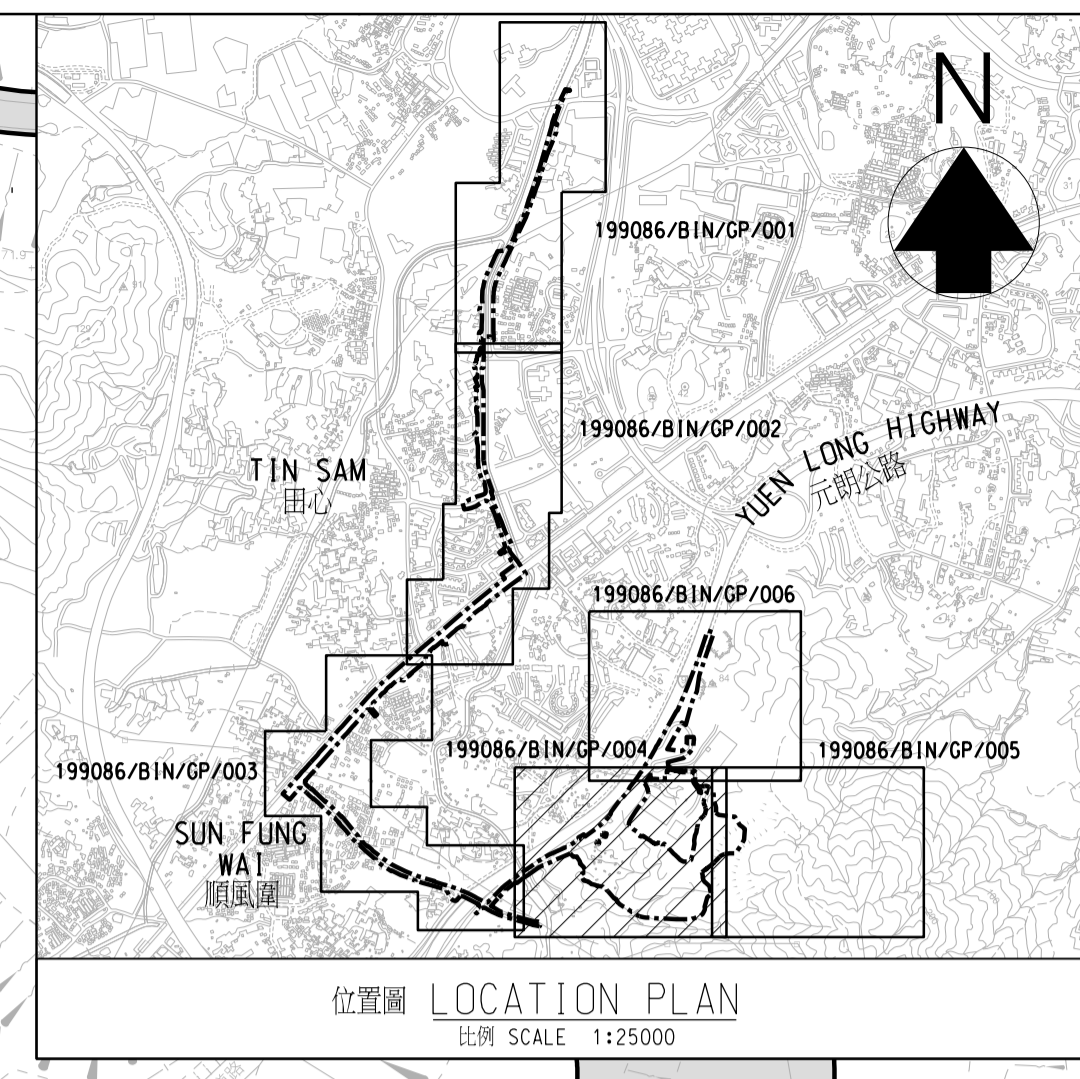 N
199086/BIN/GP/001
199086/BIN/GP/002
YUEN LONG HIGHWAY
元朗公路
TIN SAM
田心
199086/BIN/GP/006
199086/BIN/GP/004
199086/BIN/GP/005
199086/BIN/GP/003
SUN FUNG
WAI
順風圍
位置圖 LOCATION PLAN
比例 SCALE 1:25000